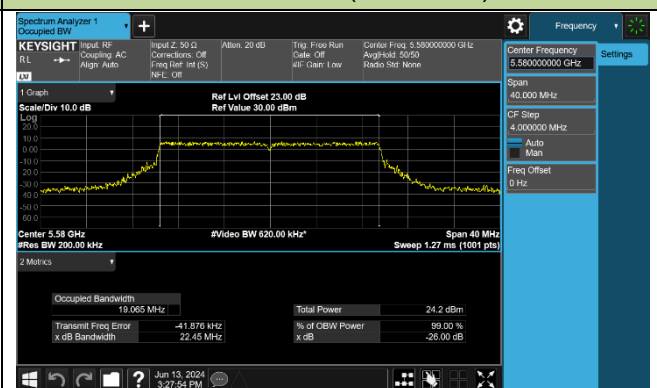 Spectrum Analyzer 1
Occupied BW
+
Frequency
KEYSIGHT
RL
LXI
Input: RF
Coupling: AC
Align: Auto
Input Z: 50 Ω
Corrections: Off
Freq Ref: Int (S)
NFE: Off
Atten: 20 dB
Trig: Free Run
Gate: Off
#IF Gain: Low
Center Freq: 5.580000000 GHz
Avg|Hold: 50/50
Radio Std: None
Center Frequency
5.580000000 GHz
Settings
Span
40.000 MHz
CF Step
4.000000 MHz
Auto
Man
Freq Offset
0 Hz
1 Graph
Scale/Div 10.0 dB
Ref Lvl Offset 23.00 dB
Ref Value 30.00 dBm
Log
20.0
10.0
0.00
-10.0
-20.0
-30.0
-40.0
-50.0
-60.0
Center 5.58 GHz
#Video BW 620.00 kHz*
Span 40 MHz
#Res BW 200.00 kHz
Sweep 1.27 ms (1001 pts)
2 Metrics
Occupied Bandwidth
19.065 MHz
Total Power 24.2 dBm
Transmit Freq Error -41.876 kHz
% of OBW Power 99.00 %
x dB Bandwidth 22.45 MHz
x dB -26.00 dB
?
Jun 13, 2024
3:27:54 PM